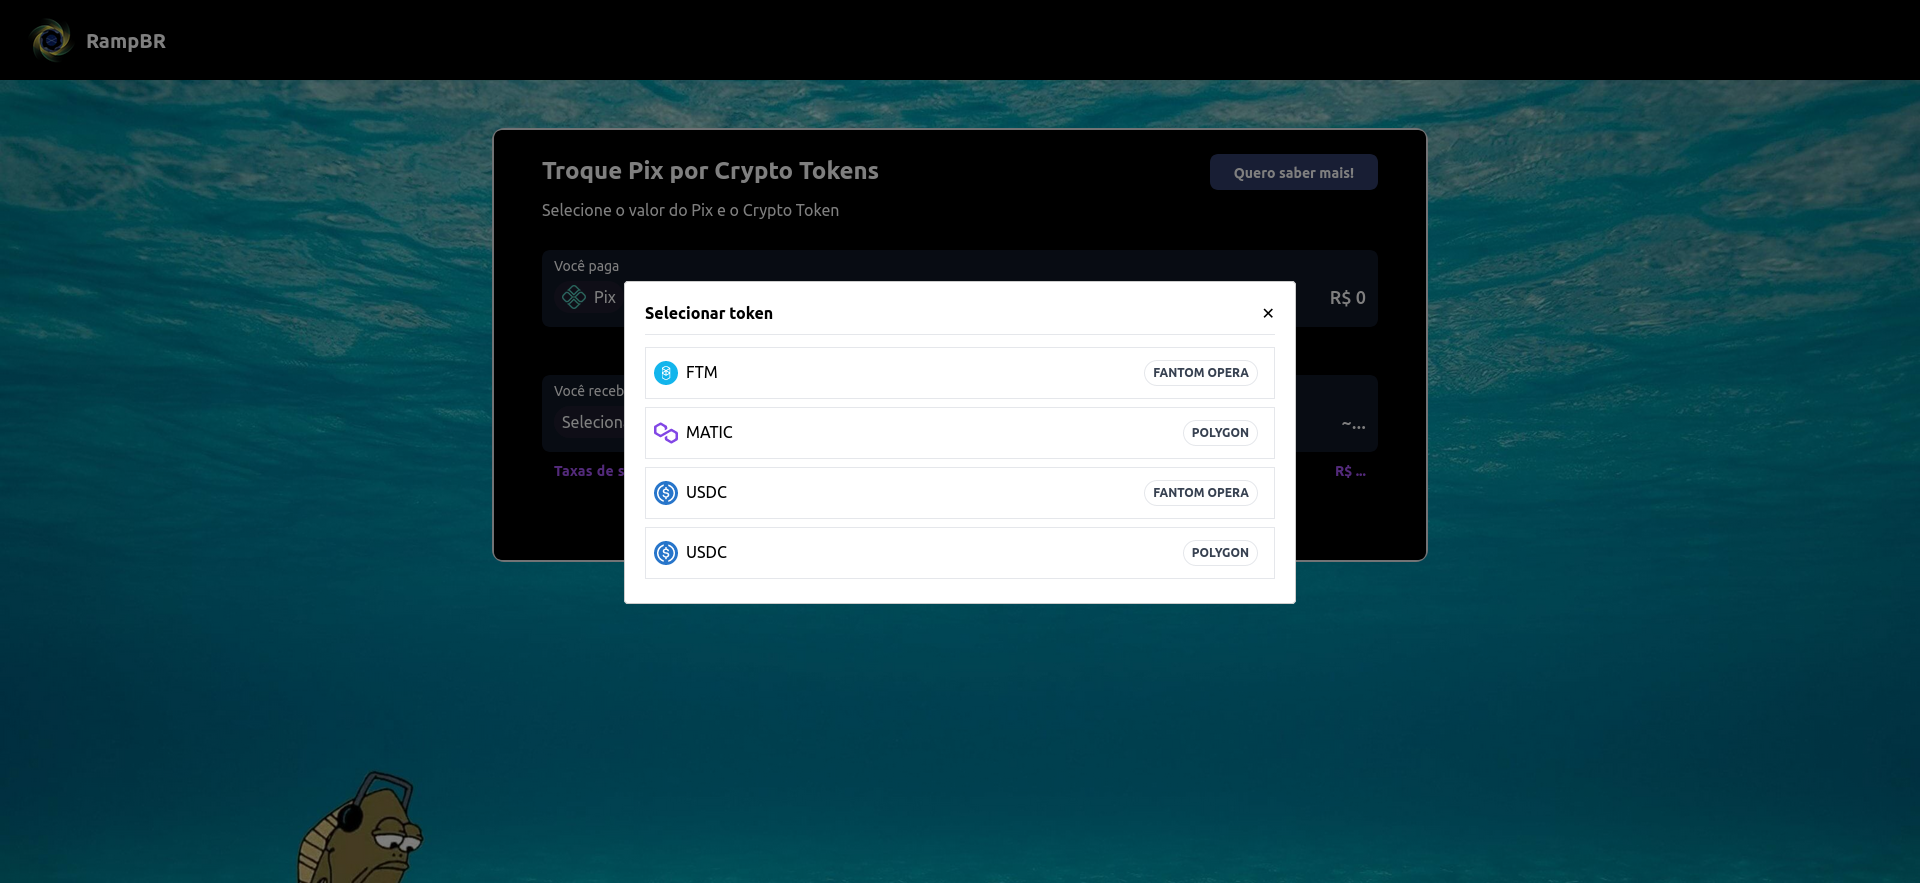 RampBR
Troque Pix por Crypto Tokens
Quero saber mais!
Selecione o valor do Pix e o Crypto Token
Você paga
Pix
R$ 0
Selecionar token
×
FTM
FANTOM OPERA
MATIC
POLYGON
USDC
FANTOM OPERA
USDC
POLYGON
Você receb
Selecion
~...
Taxas de s
R$ ...